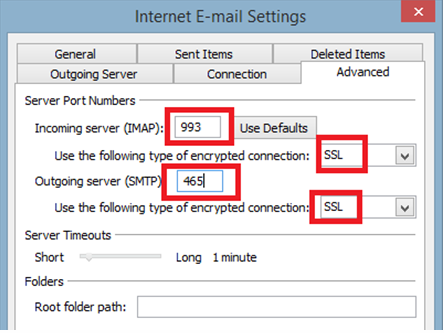 Internet E-mail Settings
General Sent Items Deleted Items
Outgoing Server Connection Advanced
Server Port Numbers
Incoming server (IMAP): 993 Use Defaults
Use the following type of encrypted connection: SSL
Outgoing server (SMTP) 465
Use the following type of encrypted connection: SSL
Server Timeouts
Short Long 1 minute
Folders
Root folder path: